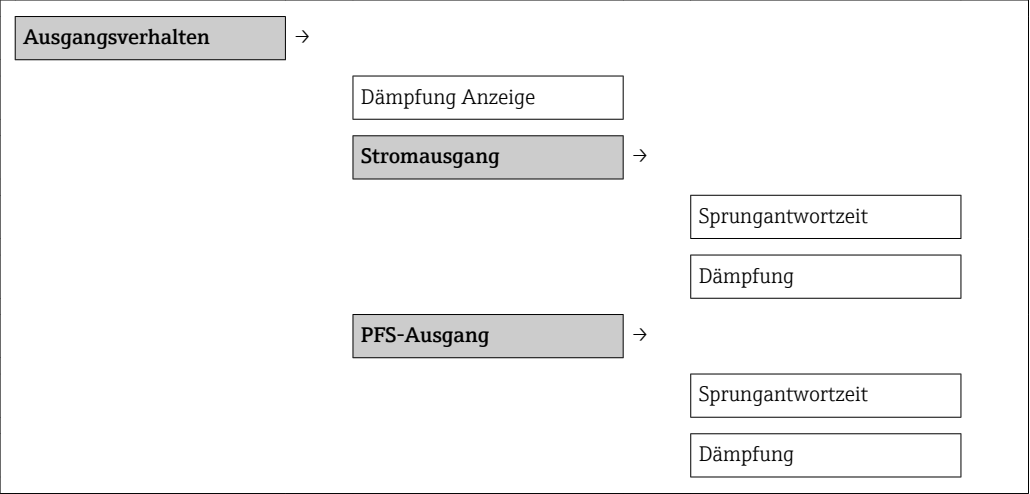 Ausgangsverhalten →
Dämpfung Anzeige
Stromausgang →
Sprungantwortzeit
Dämpfung
PFS-Ausgang →
Sprungantwortzeit
Dämpfung